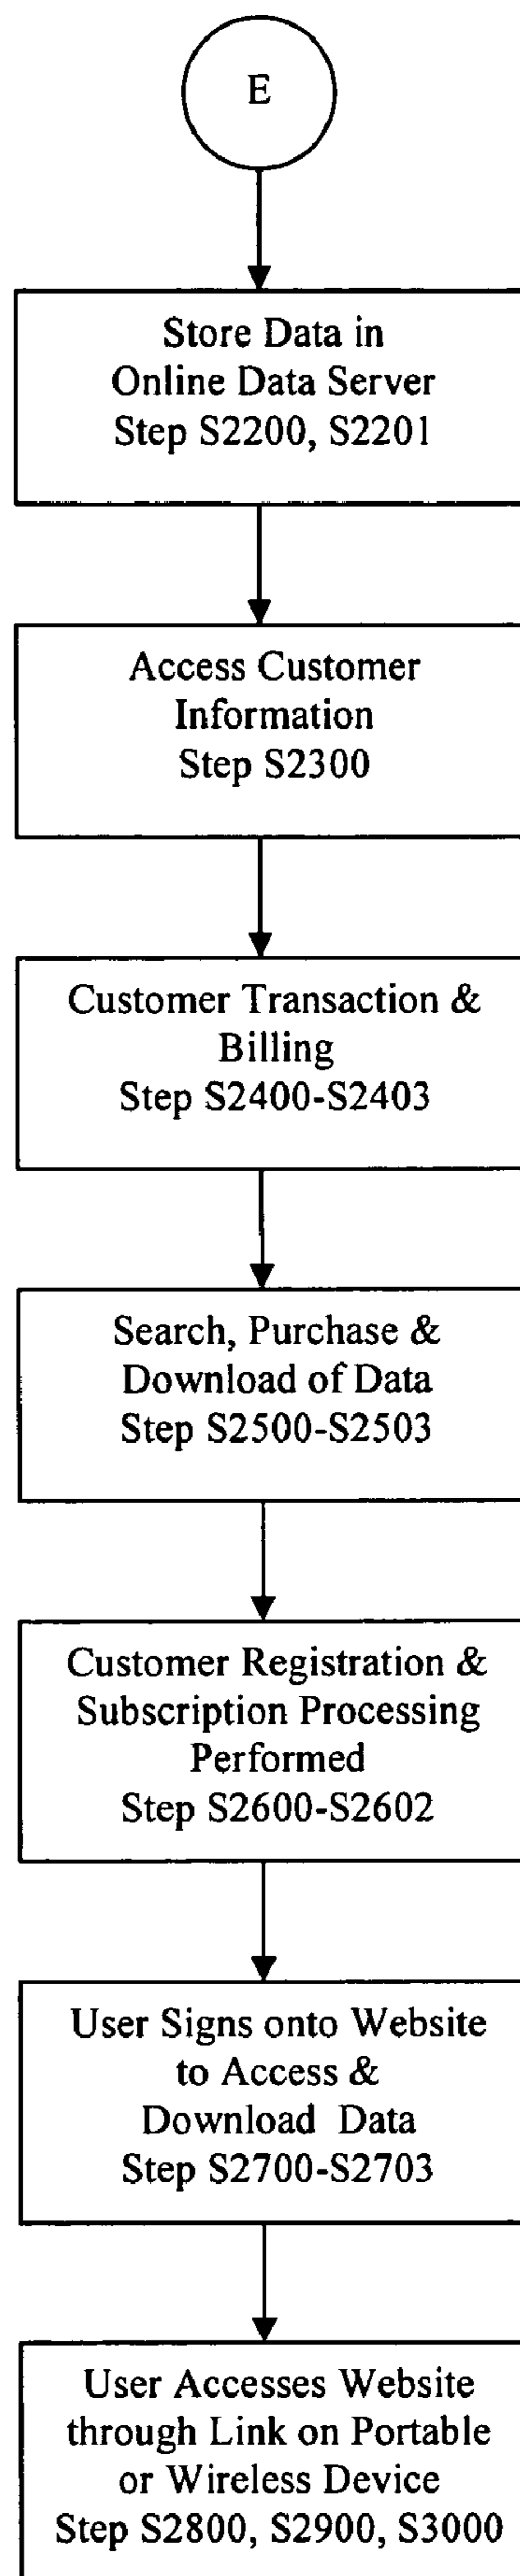 E
Store Data in
Online Data Server
Step S2200, S2201
Access Customer
Information
Step S2300
Customer Transaction &
Billing
Step S2400-S2403
Search, Purchase &
Download of Data
Step S2500-S2503
Customer Registration &
Subscription Processing
Performed
Step S2600-S2602
User Signs onto Website
to Access &
Download Data
Step S2700-S2703
User Accesses Website
through Link on Portable
or Wireless Device
Step S2800, S2900, S3000